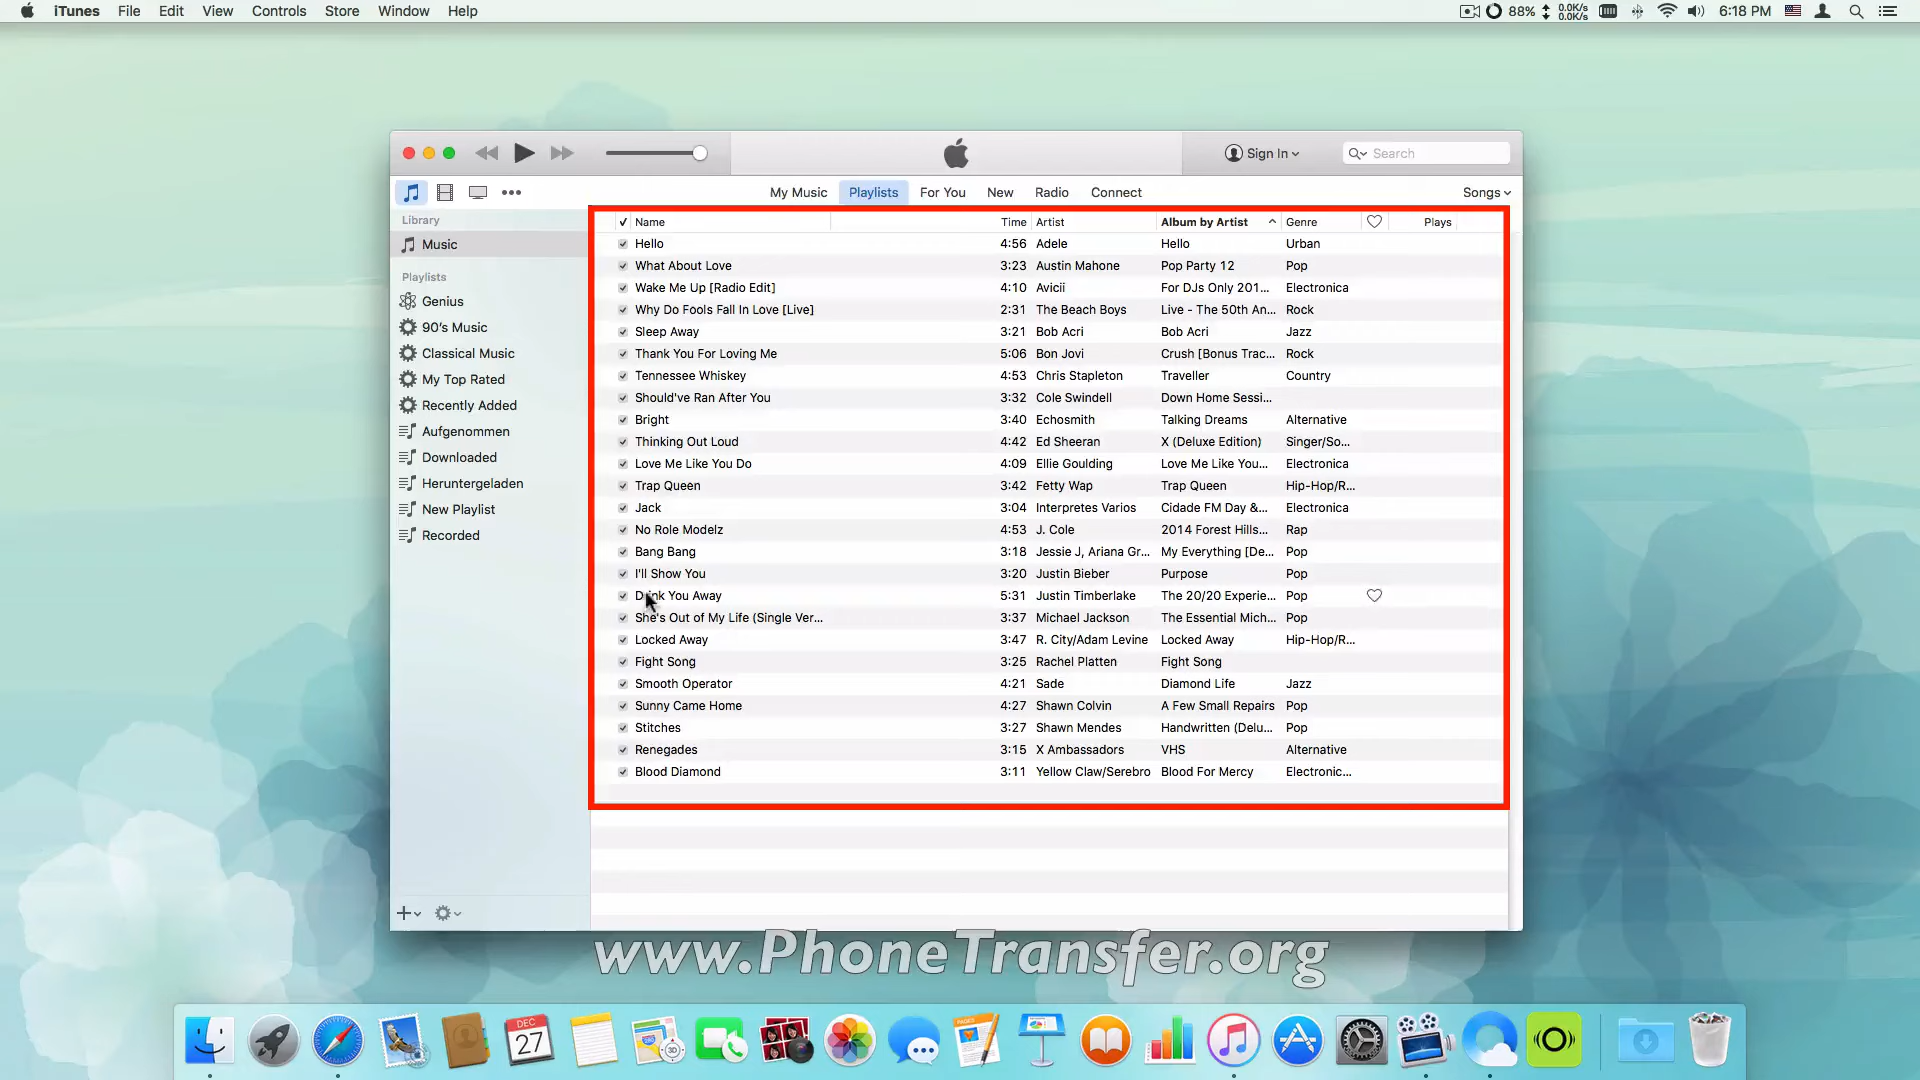 iTunes File Edit View Controls Store Window Help 88% 0.0K/s 0.0K/s 6:18 PM
Sign In Search
My Music Playlists For You New Radio Connect Songs
Library
Music
Playlists
Genius
90's Music
Classical Music
My Top Rated
Recently Added
Aufgenommen
Downloaded
Heruntergeladen
New Playlist
Recorded
Name Time Artist Album by Artist Genre Plays
Hello 4:56 Adele Hello Urban
What About Love 3:23 Austin Mahone Pop Party 12 Pop
Wake Me Up [Radio Edit] 4:10 Avicii For DJs Only 201... Electronica
Why Do Fools Fall In Love [Live] 2:31 The Beach Boys Live - The 50th An... Rock
Sleep Away 3:21 Bob Acri Bob Acri Jazz
Thank You For Loving Me 5:06 Bon Jovi Crush [Bonus Trac... Rock
Tennessee Whiskey 4:53 Chris Stapleton Traveller Country
Should've Ran After You 3:32 Cole Swindell Down Home Sessi...
Bright 3:40 Echosmith Talking Dreams Alternative
Thinking Out Loud 4:42 Ed Sheeran X (Deluxe Edition) Singer/So...
Love Me Like You Do 4:09 Ellie Goulding Love Me Like You... Electronica
Trap Queen 3:42 Fetty Wap Trap Queen Hip-Hop/R...
Jack 3:04 Interpretes Varios Cidade FM Day &... Electronica
No Role Modelz 4:53 J. Cole 2014 Forest Hills... Rap
Bang Bang 3:18 Jessie J, Ariana Gr... My Everything [De... Pop
I'll Show You 3:20 Justin Bieber Purpose Pop
Drink You Away 5:31 Justin Timberlake The 20/20 Experie... Pop
She's Out of My Life (Single Ver... 3:37 Michael Jackson The Essential Mich... Pop
Locked Away 3:47 R. City/Adam Levine Locked Away Hip-Hop/R...
Fight Song 3:25 Rachel Platten Fight Song
Smooth Operator 4:21 Sade Diamond Life Jazz
Sunny Came Home 4:27 Shawn Colvin A Few Small Repairs Pop
Stitches 3:27 Shawn Mendes Handwritten (Delu... Pop
Renegades 3:15 X Ambassadors VHS Alternative
Blood Diamond 3:11 Yellow Claw/Serebro Blood For Mercy Electronic...
www.PhoneTransfer.org
DEC
27
3D
PAGES